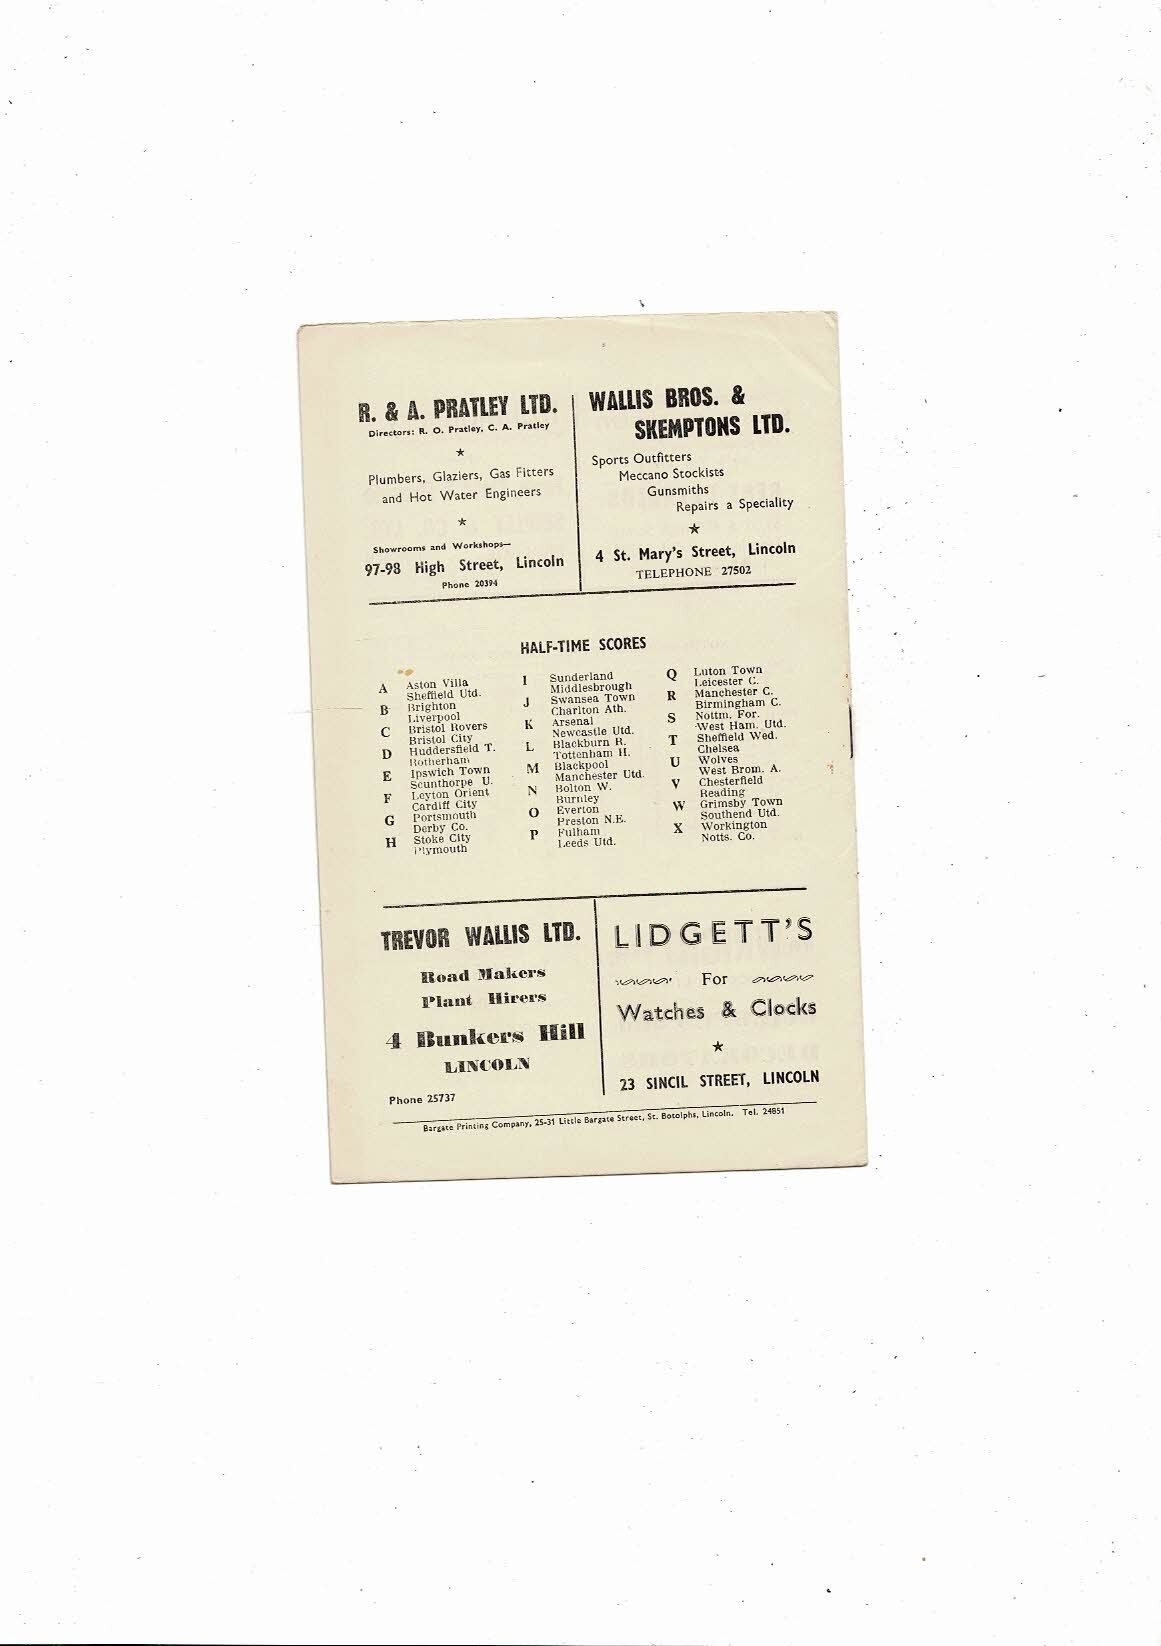 R. & A. PRATLEY LTD.
Directors: R. O. Pratley, C. A. Pratley
Plumbers, Glaziers, Gas Fitters
and Hot Water Engineers
Showrooms and Workshops—
97-98 High Street, Lincoln
Phone 20394
WALLIS BROS. &
SKEMPTONS LTD.
Sports Outfitters
Meccano Stockists
Gunsmiths
Repairs a Speciality
4 St. Mary's Street, Lincoln
TELEPHONE 27502
HALF-TIME SCORES
A Aston Villa
Sheffield Utd.
B Brighton
Liverpool
C Bristol Rovers
Bristol City
D Huddersfield T.
Rotherham
E Ipswich Town
Scunthorpe U.
F Leyton Orient
Cardiff City
G Portsmouth
Derby Co.
H Stoke City
Plymouth
I Sunderland
Middlesbrough
J Swansea Town
Charlton Ath.
K Arsenal
Newcastle Utd.
L Blackburn R.
Tottenham H.
M Blackpool
Manchester Utd.
N Bolton W.
Burnley
O Everton
Preston N.E.
P Fulham
Leeds Utd.
Q Luton Town
Leicester C.
R Manchester C.
Birmingham C.
S Nottm. For.
West Ham. Utd.
T Sheffield Wed.
Chelsea
U Wolves
West Brom. A.
V Chesterfield
Reading
W Grimsby Town
Southend Utd.
X Workington
Notts. Co.
TREVOR WALLIS LTD.
Road Makers
Plant Hirers
4 Bunkers Hill
LINCOLN
Phone 25737
LIDGETT'S
For
Watches & Clocks
23 SINCIL STREET, LINCOLN
Bargate Printing Company, 25-31 Little Bargate Street, St. Botolphs, Lincoln. Tel. 24851